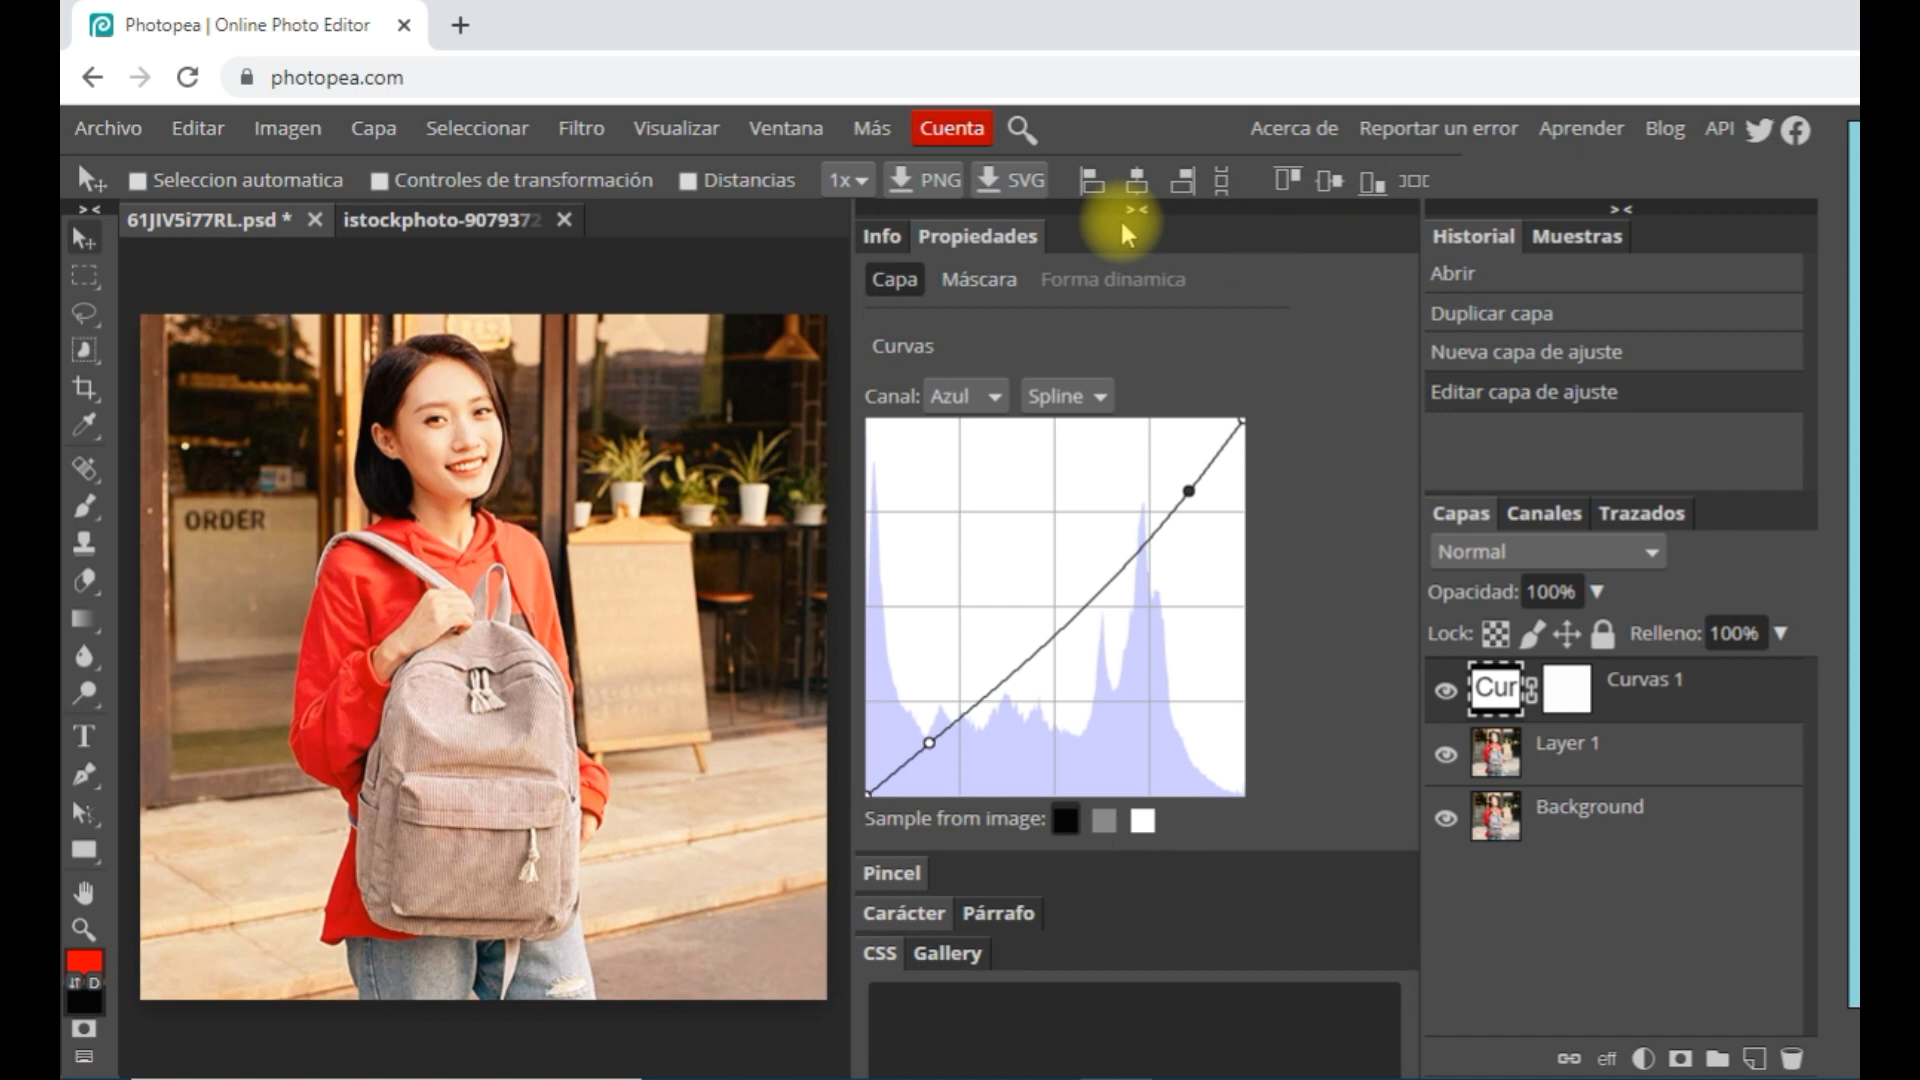 Photopea | Online Photo Editor
photopea.com
Archivo Editar Imagen Capa Seleccionar Filtro Visualizar Ventana Más Cuenta Acerca de Reportar un error Aprender Blog API
Seleccion automatica Controles de transformación Distancias 1x PNG SVG
61JIV5i77RL.psd * istockphoto-9079372
Info Propiedades
Capa Máscara Forma dinamica
Curvas
Canal: Azul Spline
Sample from image:
Pincel
Carácter Párrafo
CSS Gallery
Historial Muestras
Abrir
Duplicar capa
Nueva capa de ajuste
Editar capa de ajuste
Capas Canales Trazados
Normal
Opacidad: 100%
Lock: Relleno: 100%
Cur Curvas 1
Layer 1
Background
eff
ORDER
T
D